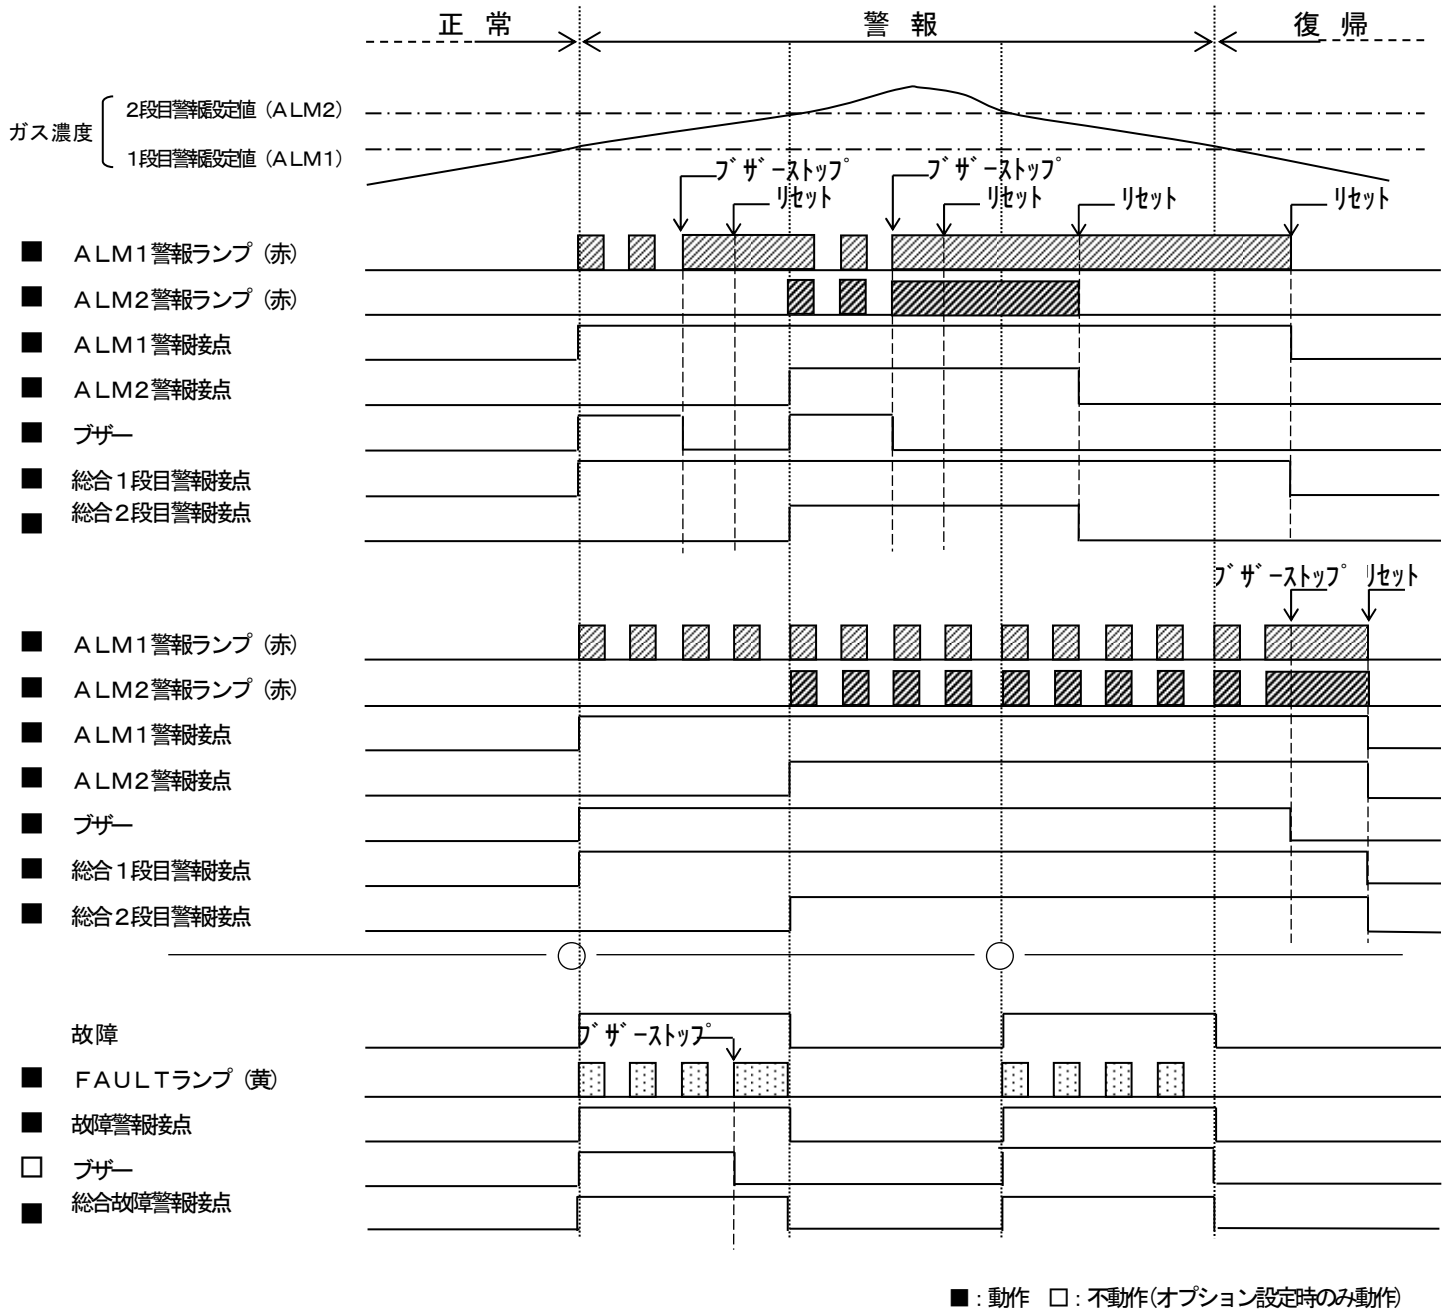 正 常
警 報
復 帰
ガス濃度
2段目警報設定値（ALM2）
1段目警報設定値（ALM1）
ﾌﾞｻﾞｰｽﾄｯﾌﾟ
ﾘｾｯﾄ
ﾌﾞｻﾞｰｽﾄｯﾌﾟ
ﾘｾｯﾄ
ﾘｾｯﾄ
ﾘｾｯﾄ
■ ALM1警報ランプ（赤）
■ ALM2警報ランプ（赤）
■ ALM1警報接点
■ ALM2警報接点
■ ブザー
■ 総合1段目警報接点
■ 総合2段目警報接点
ﾌﾞｻﾞｰｽﾄｯﾌﾟ
ﾘｾｯﾄ
■ ALM1警報ランプ（赤）
■ ALM2警報ランプ（赤）
■ ALM1警報接点
■ ALM2警報接点
■ ブザー
■ 総合1段目警報接点
■ 総合2段目警報接点
故障
ﾌﾞｻﾞｰｽﾄｯﾌﾟ
■ FAULTランプ（黄）
■ 故障警報接点
□ ブザー
■ 総合故障警報接点
■：動作 □：不動作(オプション設定時のみ動作)